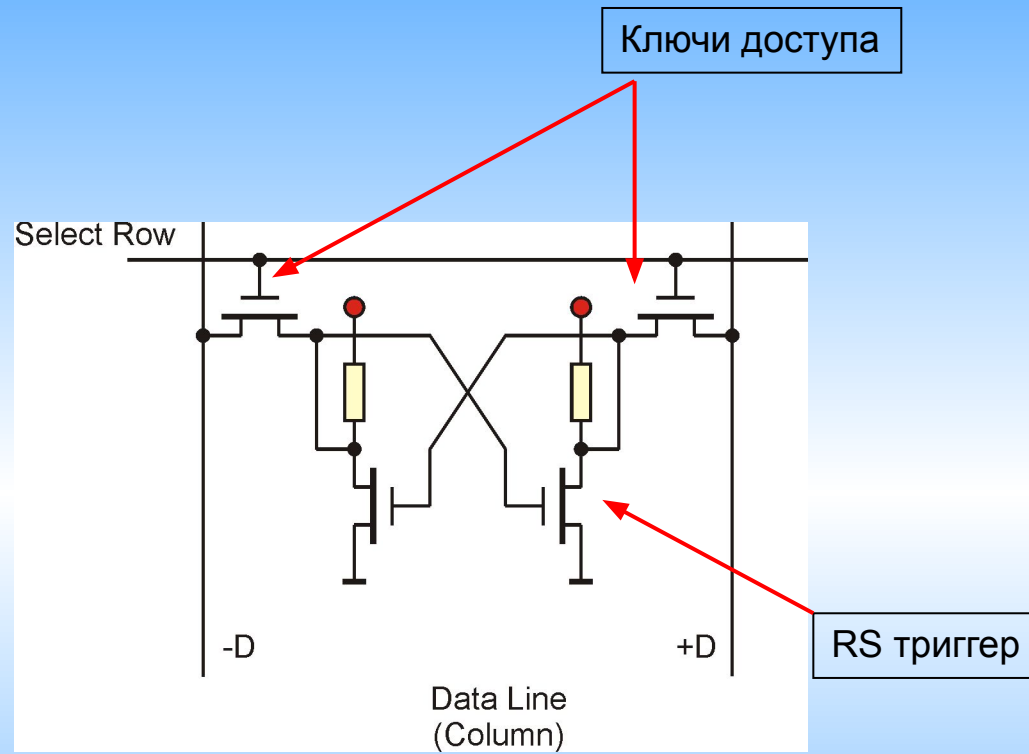 Ключи доступа
Select Row
-D
+D
RS триггер
Data Line
(Column)